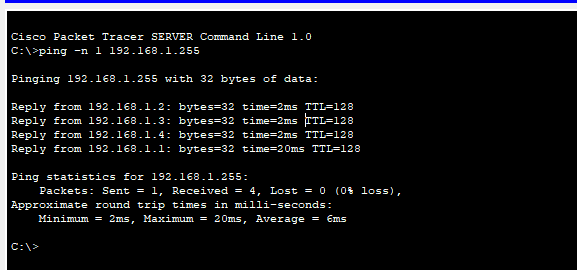 Cisco Packet Tracer SERVER Command Line 1.0
C:\>ping -n 1 192.168.1.255
Pinging 192.168.1.255 with 32 bytes of data:
Reply from 192.168.1.2: bytes=32 time=2ms TTL=128
Reply from 192.168.1.3: bytes=32 time=2ms TTL=128
Reply from 192.168.1.4: bytes=32 time=2ms TTL=128
Reply from 192.168.1.1: bytes=32 time=20ms TTL=128
Ping statistics for 192.168.1.255:
Packets: Sent = 1, Received = 4, Lost = 0 (0% loss),
Approximate round trip times in milli-seconds:
Minimum = 2ms, Maximum = 20ms, Average = 6ms
C:\>